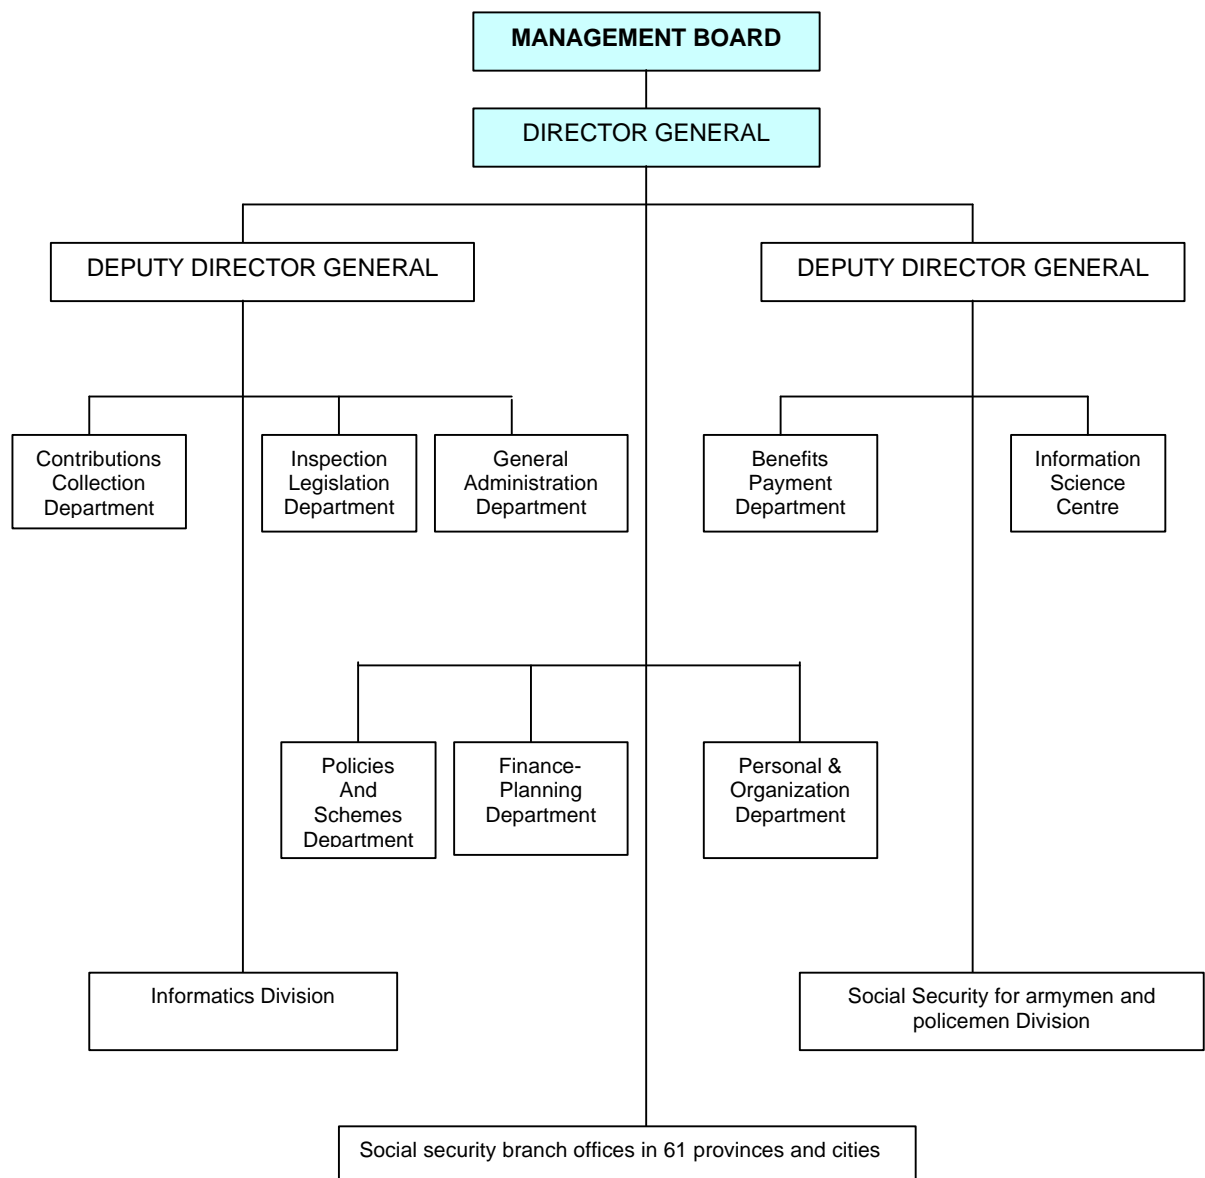 MANAGEMENT BOARD
DIRECTOR GENERAL
DEPUTY DIRECTOR GENERAL
DEPUTY DIRECTOR GENERAL
Contributions
Collection
Department
Inspection
Legislation
Department
General
Administration
Department
Benefits
Payment
Department
Information
Science
Centre
Policies
And
Schemes
Department
Finance-
Planning
Department
Personal &
Organization
Department
Informatics Division
Social Security for armymen and
policemen Division
Social security branch offices in 61 provinces and cities